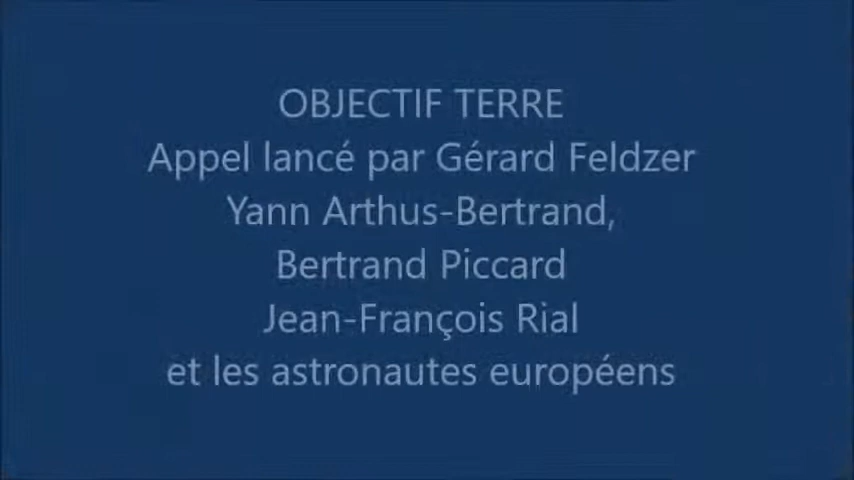 OBJECTIF TERRE
Appel lancé par Gérard Feldzer
Yann Arthus-Bertrand,
Bertrand Piccard
Jean-François Rial
et les astronautes européens